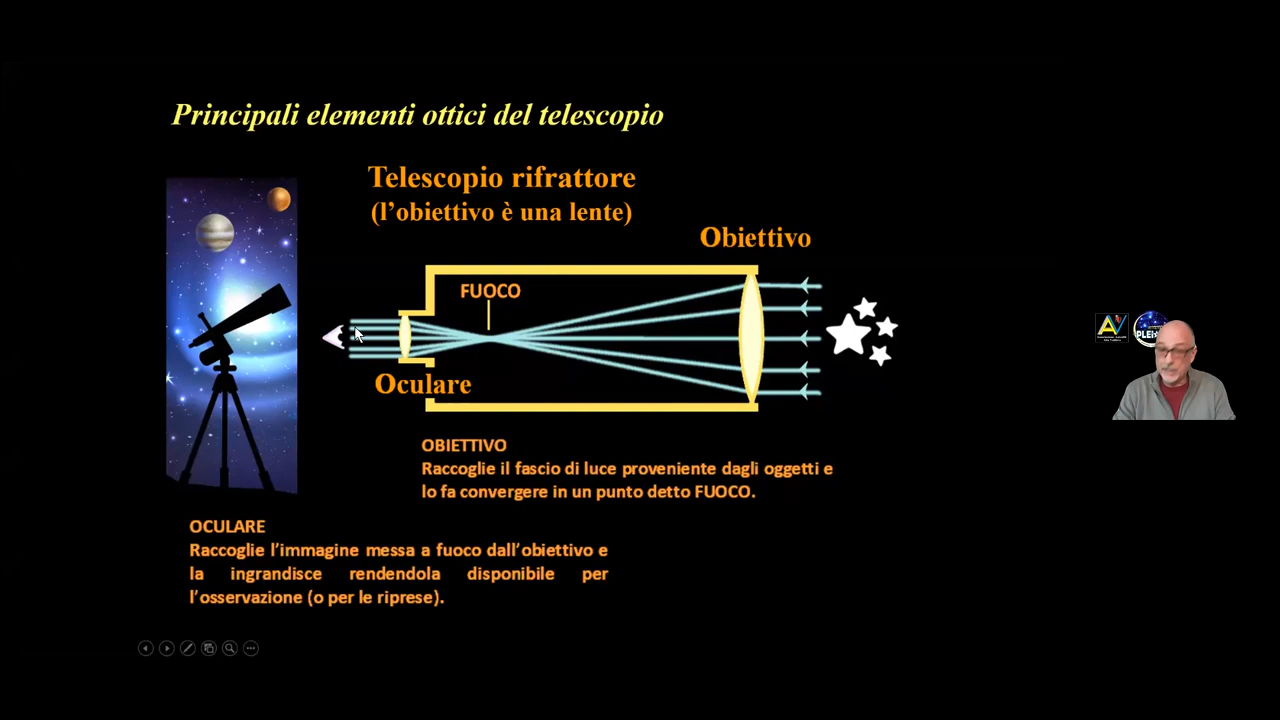 Principali elementi ottici del telescopio
Telescopio rifrattore
(l'obiettivo è una lente)
Obiettivo
FUOCO
Oculare
OBIETTIVO
Raccoglie il fascio di luce proveniente dagli oggetti e
lo fa convergere in un punto detto FUOCO.
OCULARE
Raccoglie l'immagine messa a fuoco dall'obiettivo e
la ingrandisce rendendola disponibile per
l'osservazione (o per le riprese).